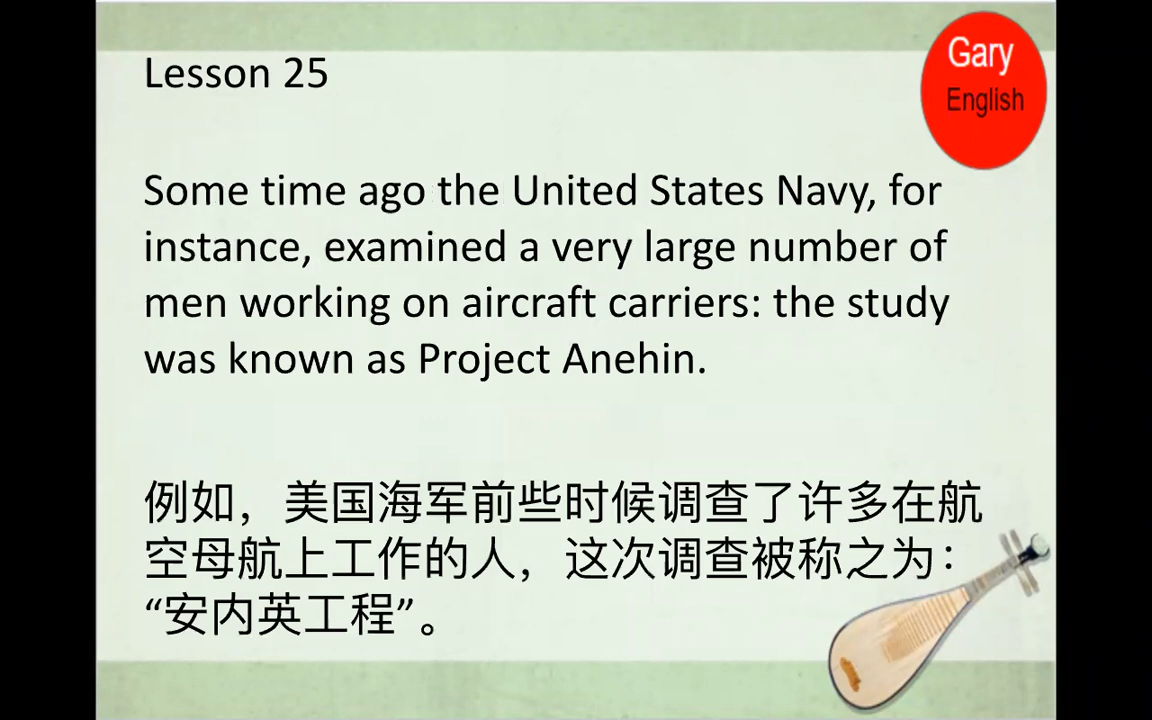 Lesson 25
Gary
English
Some time ago the United States Navy, for
instance, examined a very large number of
men working on aircraft carriers: the study
was known as Project Anehin.
例如，美国海军前些时候调查了许多在航
空母航上工作的人，这次调查被称之为：
“安内英工程”。